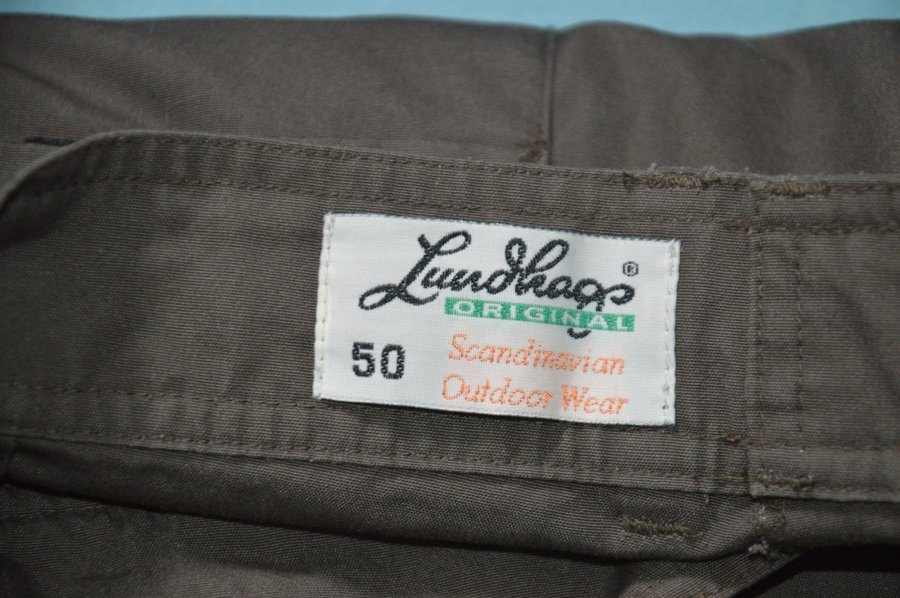 Lundhags®
ORIGINAL
50
Scandinavian
Outdoor Wear